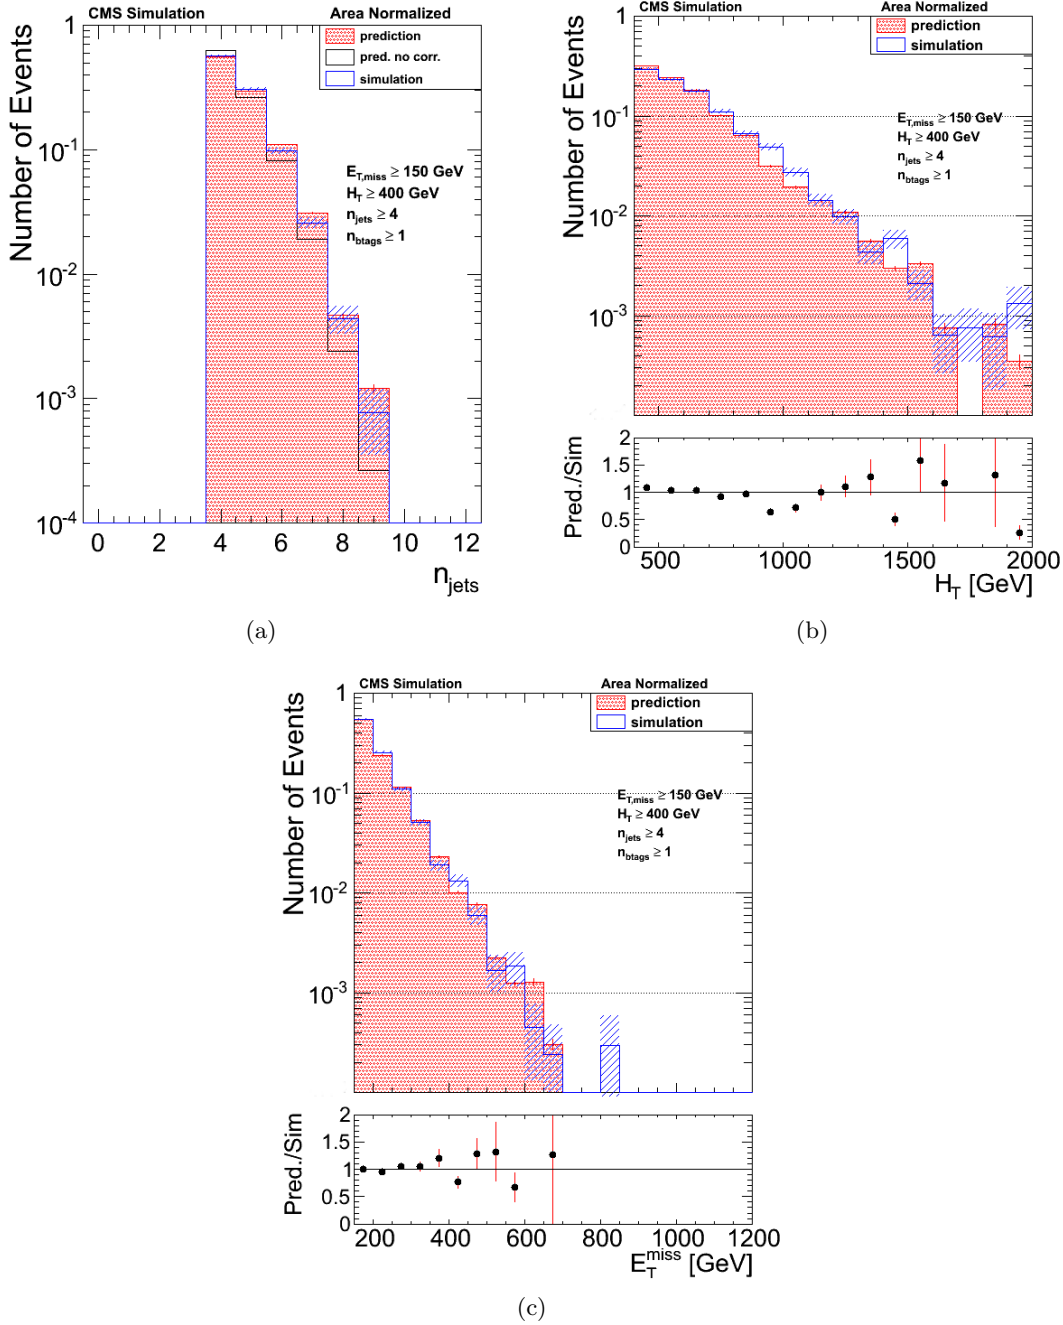 CMS Simulation Area Normalized
prediction
pred. no corr.
simulation
E_T,miss ≥ 150 GeV
H_T ≥ 400 GeV
n_jets ≥ 4
n_btags ≥ 1
Number of Events
1
10^-1
10^-2
10^-3
10^-4
0 2 4 6 8 10 12
n_jets
(a)
CMS Simulation Area Normalized
prediction
simulation
E_T,miss ≥ 150 GeV
H_T ≥ 400 GeV
n_jets ≥ 4
n_btags ≥ 1
Number of Events
1
10^-1
10^-2
10^-3
Pred./Sim
2
1.5
1
0.5
0
500 1000 1500 2000
H_T [GeV]
(b)
CMS Simulation Area Normalized
prediction
simulation
E_T,miss ≥ 150 GeV
H_T ≥ 400 GeV
n_jets ≥ 4
n_btags ≥ 1
Number of Events
1
10^-1
10^-2
10^-3
Pred./Sim
2
1.5
1
0.5
0
200 400 600 800 1000 1200
E_T^miss [GeV]
(c)